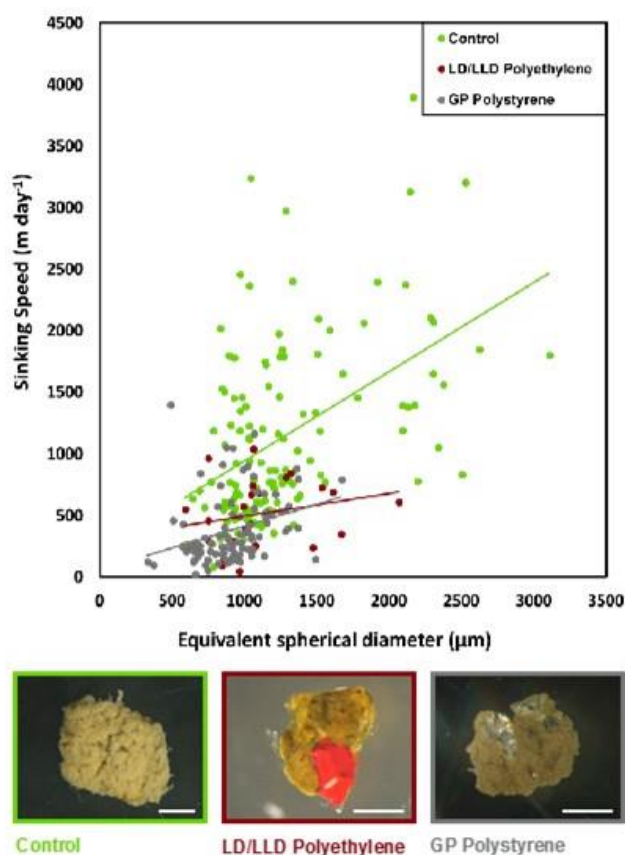 Control
LD/LLD Polyethylene
GP Polystyrene
4500
4000
3500
3000
2500
2000
1500
1000
500
0
Sinking Speed (m day⁻¹)
0 500 1000 1500 2000 2500 3000 3500
Equivalent spherical diameter (μm)
Control LD/LLD Polyethylene GP Polystyrene